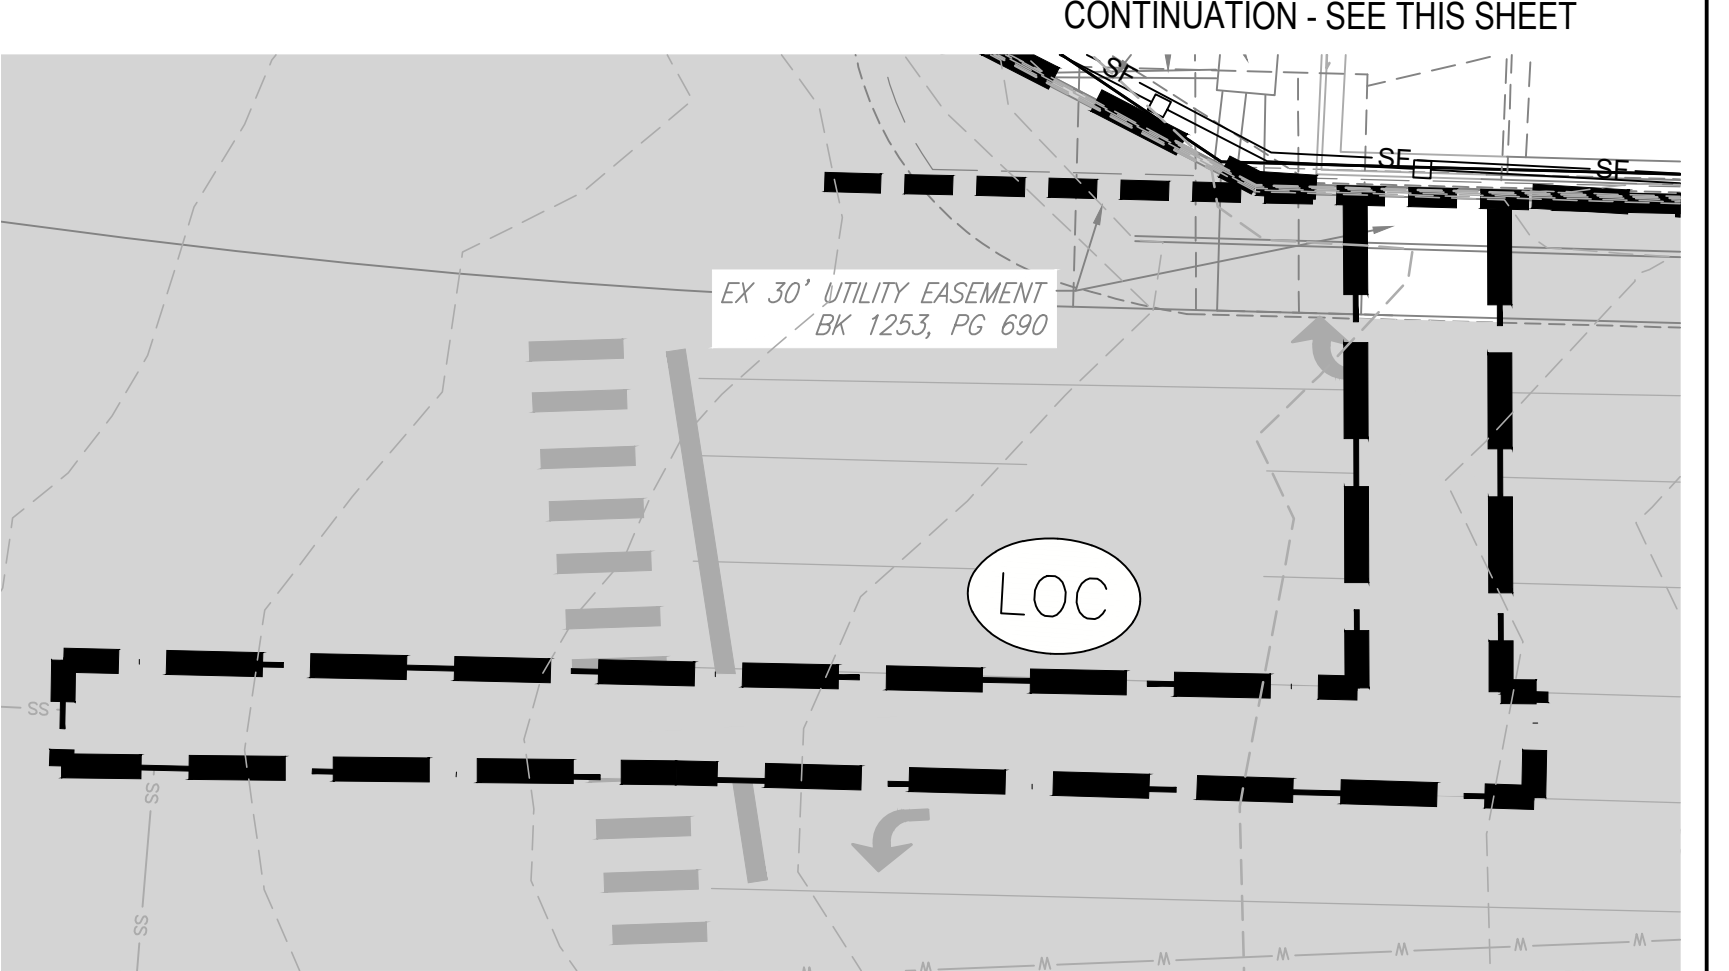 CONTINUATION - SEE THIS SHEET
SF
SF
SF
EX 30' UTILITY EASEMENT
BK 1253, PG 690
LOC
SS
SS
SS
W
W
W
W
W
W
W